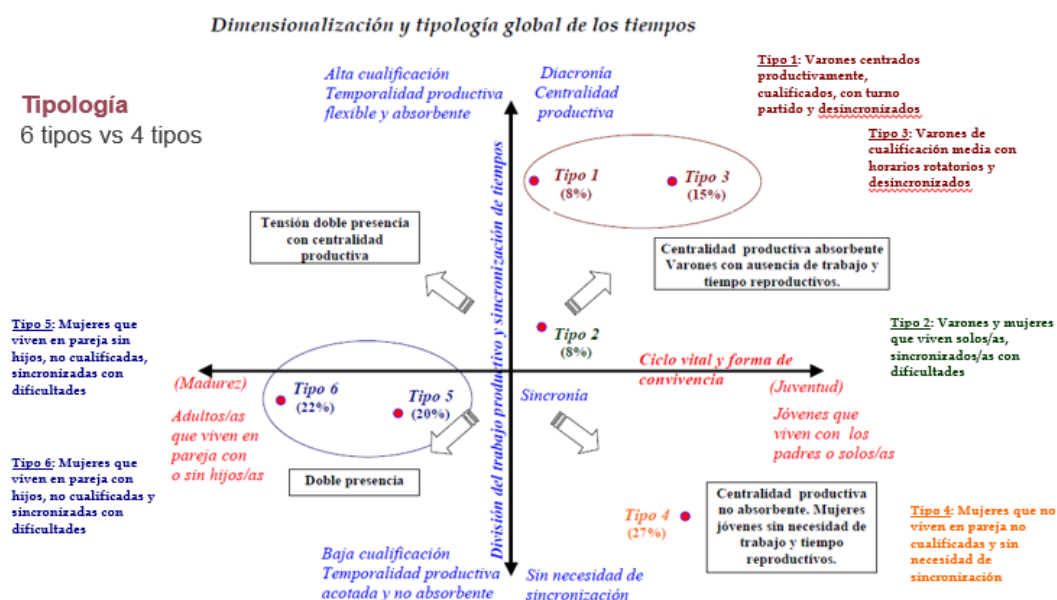 Dimensionalización y tipología global de los tiempos
Tipología
6 tipos vs 4 tipos
Alta cualificación
Temporalidad productiva
flexible y absorbente
Diacronía
Centralidad
productiva
Tipo 1: Varones centrados
productivamente,
cualificados, con turno
partido y desincronizados
Tipo 3: Varones de
cualificación media con
horarios rotatorios y
desincronizados
Tipo 1
(8%)
Tipo 3
(15%)
Tensión doble presencia
con centralidad
productiva
División del trabajo productivo y sincronización de tiempos
Centralidad productiva absorbente
Varones con ausencia de trabajo y
tiempo reproductivos.
Tipo 5: Mujeres que
viven en pareja sin
hijos, no cualificadas,
sincronizadas con
dificultades
Tipo 2
(8%)
Tipo 2: Varones y mujeres
que viven solos/as,
sincronizados/as con
dificultades
Ciclo vital y forma de
convivencia
(Madurez)
Adultos/as
que viven en
pareja con
o sin hijos/as
Tipo 6
(22%)
Tipo 5
(20%)
Sincronía
(Juventud)
Jóvenes que
viven con los
padres o solos/as
Tipo 6: Mujeres que
viven en pareja con
hijos, no cualificadas y
sincronizadas con
dificultades
Doble presencia
Tipo 4
(27%)
Centralidad productiva
no absorbente. Mujeres
jóvenes sin necesidad de
trabajo y tiempo
reproductivos.
Tipo 4: Mujeres que no
viven en pareja no
cualificadas y sin
necesidad de
sincronización
Baja cualificación
Temporalidad productiva
acotada y no absorbente
Sin necesidad de
sincronización